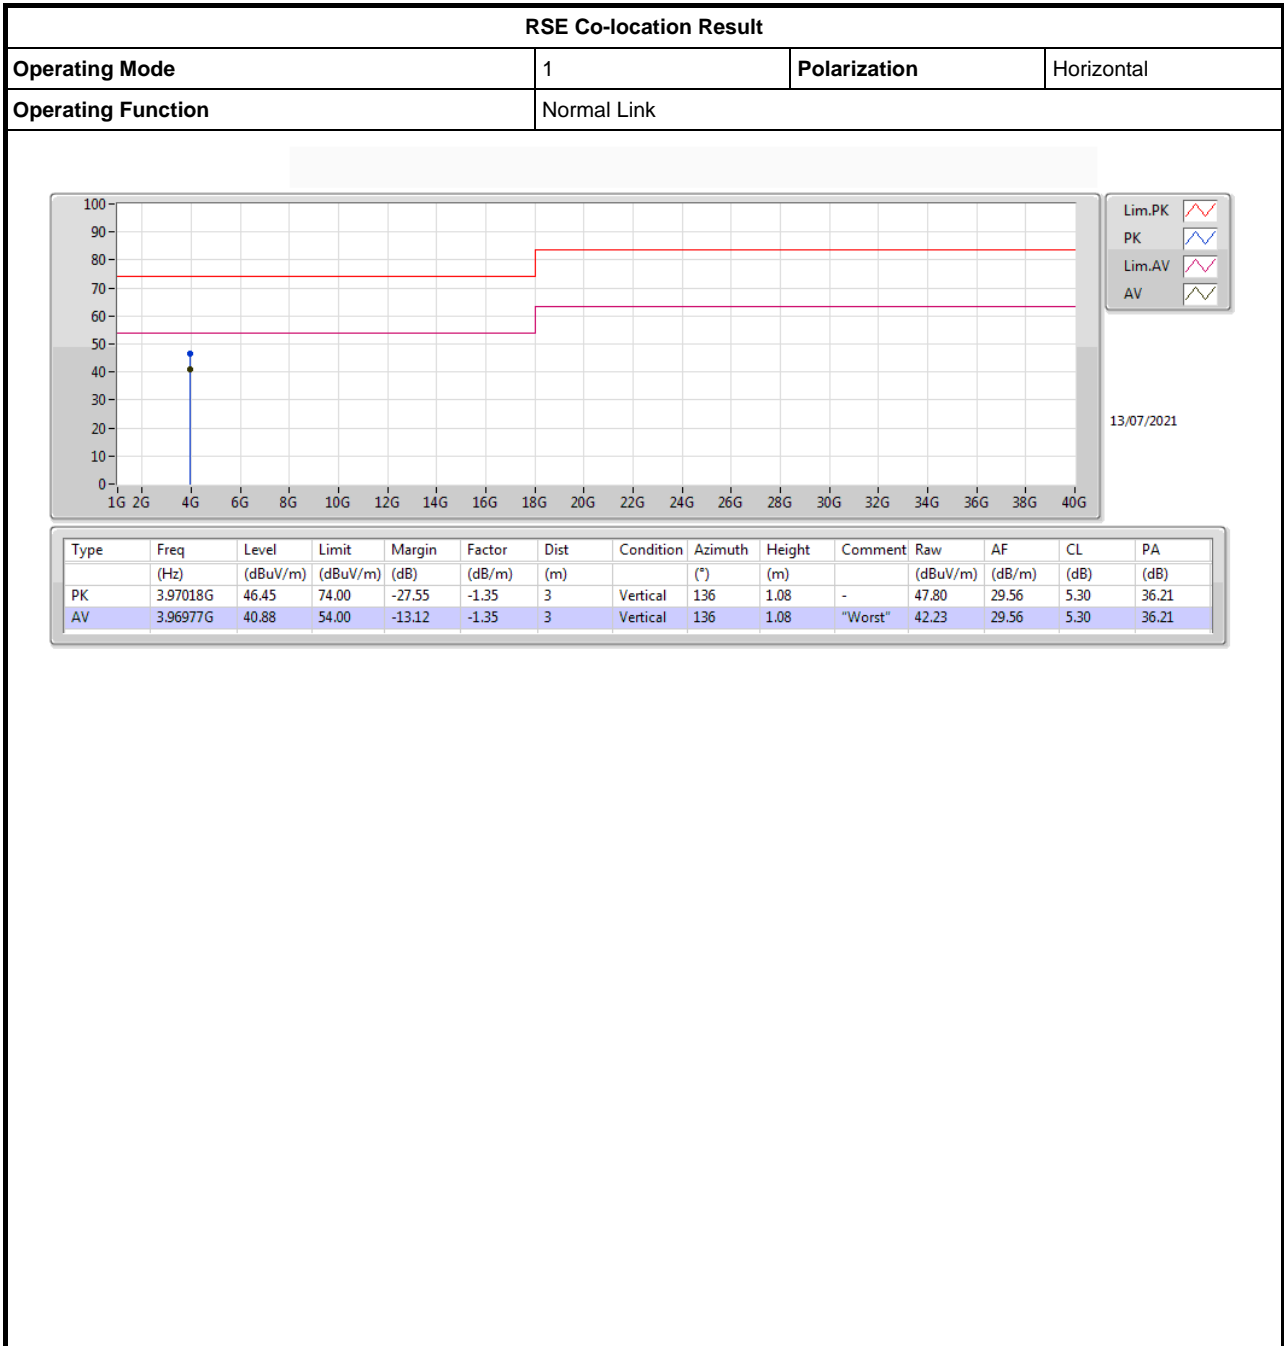 RSE Co-location Result
Operating Mode 1 Polarization Horizontal
Operating Function Normal Link
100
90
80
70
60
50
40
30
20
10
0
1G 2G 4G 6G 8G 10G 12G 14G 16G 18G 20G 22G 24G 26G 28G 30G 32G 34G 36G 38G 40G
Lim.PK
PK
Lim.AV
AV
13/07/2021
Type Freq Level Limit Margin Factor Dist Condition Azimuth Height Comment Raw AF CL PA
(Hz) (dBuV/m) (dBuV/m) (dB) (dB/m) (m) (°) (m) (dBuV/m) (dB/m) (dB) (dB)
PK 3.97018G 46.45 74.00 -27.55 -1.35 3 Vertical 136 1.08 - 47.80 29.56 5.30 36.21
AV 3.96977G 40.88 54.00 -13.12 -1.35 3 Vertical 136 1.08 "Worst" 42.23 29.56 5.30 36.21